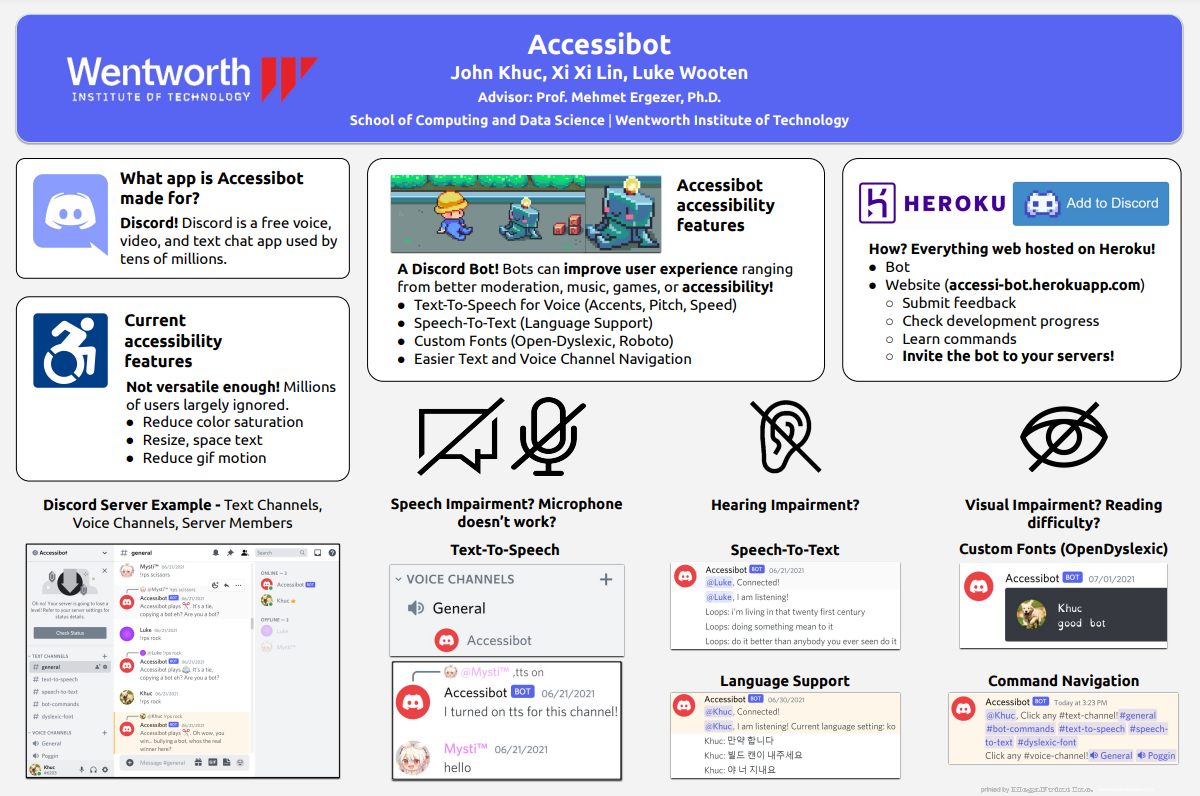 Wentworth
INSTITUTE OF TECHNOLOGY
Accessibot
John Khuc, Xi Xi Lin, Luke Wooten
Advisor: Prof. Mehmet Ergezer, Ph.D.
School of Computing and Data Science | Wentworth Institute of Technology
What app is Accessibot
made for?
Discord! Discord is a free voice,
video, and text chat app used by
tens of millions.
Current
accessibility
features
Not versatile enough! Millions
of users largely ignored.
● Reduce color saturation
● Resize, space text
● Reduce gif motion
Accessibot
accessibility
features
A Discord Bot! Bots can improve user experience ranging
from better moderation, music, games, or accessibility!
● Text-To-Speech for Voice (Accents, Pitch, Speed)
● Speech-To-Text (Language Support)
● Custom Fonts (Open-Dyslexic, Roboto)
● Easier Text and Voice Channel Navigation
HEROKU
Add to Discord
How? Everything web hosted on Heroku!
● Bot
● Website (accessi-bot.herokuapp.com)
○ Submit feedback
○ Check development progress
○ Learn commands
○ Invite the bot to your servers!
Discord Server Example - Text Channels,
Voice Channels, Server Members
Accessibot
Oh no! Your server is going to lose a
level! Refer to your server settings for
status details.
Check Status
TEXT CHANNELS
# general
# text-to-speech
# speech-to-text
# bot-commands
# dyslexic-font
VOICE CHANNELS
General
Poggin
Khuc
#6203
# general
Search
Mysti™ 06/21/2021
!rps scissors
@Mysti™ !rps scissors
Accessibot BOT 06/21/2021
Accessibot plays ✂. It's a tie,
copying a bot eh? Are you a bot?
Luke 06/21/2021
!rps rock
@Luke !rps rock
Accessibot BOT 06/21/2021
Accessibot plays. It's a tie,
copying a bot eh? Are you a bot?
Khuc 06/21/2021
!rps rock
@Khuc !rps rock
Accessibot BOT 06/21/2021
Accessibot plays ✂. Oh wow, you
win... bullying a bot, whos the real
winner here?
Message #general
ONLINE — 2
Accessibot BOT
Khuc
OFFLINE — 2
Luke
Mysti™
Speech Impairment? Microphone
doesn't work?
Text-To-Speech
VOICE CHANNELS +
General
Accessibot
@Mysti™ ,tts on
Accessibot BOT 06/21/2021
I turned on tts for this channel!
Mysti™ 06/21/2021
hello
Hearing Impairment?
Speech-To-Text
Accessibot BOT 06/21/2021
@Luke, Connected!
@Luke, I am listening!
Loops: i'm living in that twenty first century
Loops: doing something mean to it
Loops: do it better than anybody you ever seen do it
Language Support
Accessibot BOT 06/30/2021
@Khuc, Connected!
@Khuc, I am listening! Current language setting: ko
Khuc: 만약 합니다
Khuc: 빌드 캔이 내주세요
Khuc: 야 너 지내요
Visual Impairment? Reading
difficulty?
Custom Fonts (OpenDyslexic)
Accessibot BOT 07/01/2021
Khuc
good bot
Command Navigation
Accessibot BOT Today at 3:23 PM
@Khuc, Click any #text-channel! #general
#bot-commands #text-to-speech #speech-
to-text #dyslexic-font
Click any #voice-channel! General Poggin
printed by